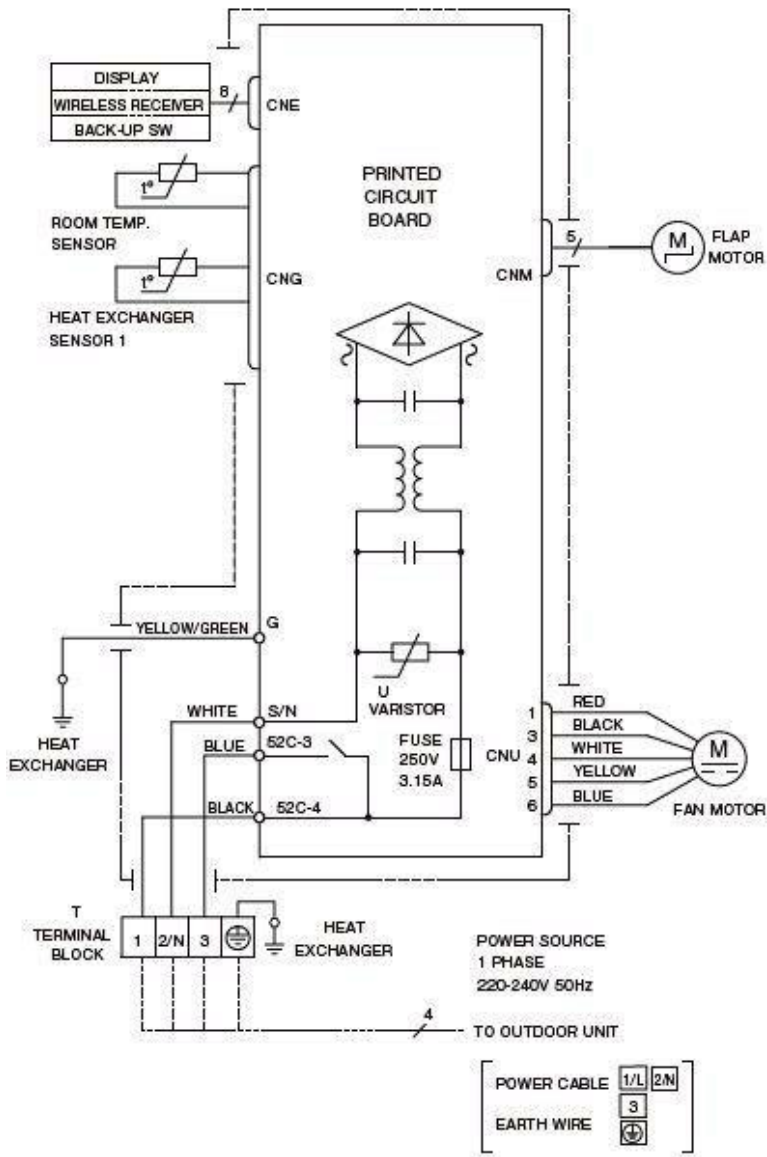 DISPLAY
WIRELESS RECEIVER
BACK-UP SW
8
CNE
t°
ROOM TEMP.
SENSOR
t°
HEAT EXCHANGER
SENSOR 1
CNG
PRINTED
CIRCUIT
BOARD
CNM
5
M
FLAP
MOTOR
YELLOW/GREEN
G
HEAT
EXCHANGER
WHITE
S/N
BLUE
52C-3
BLACK
52C-4
U
VARISTOR
FUSE
250V
3.15A
CNU
1
3
4
5
6
RED
BLACK
WHITE
YELLOW
BLUE
M
FAN MOTOR
T
TERMINAL
BLOCK
1
2/N
3
HEAT
EXCHANGER
POWER SOURCE
1 PHASE
220-240V 50Hz
4
TO OUTDOOR UNIT
POWER CABLE 1/L 2/N
3
EARTH WIRE